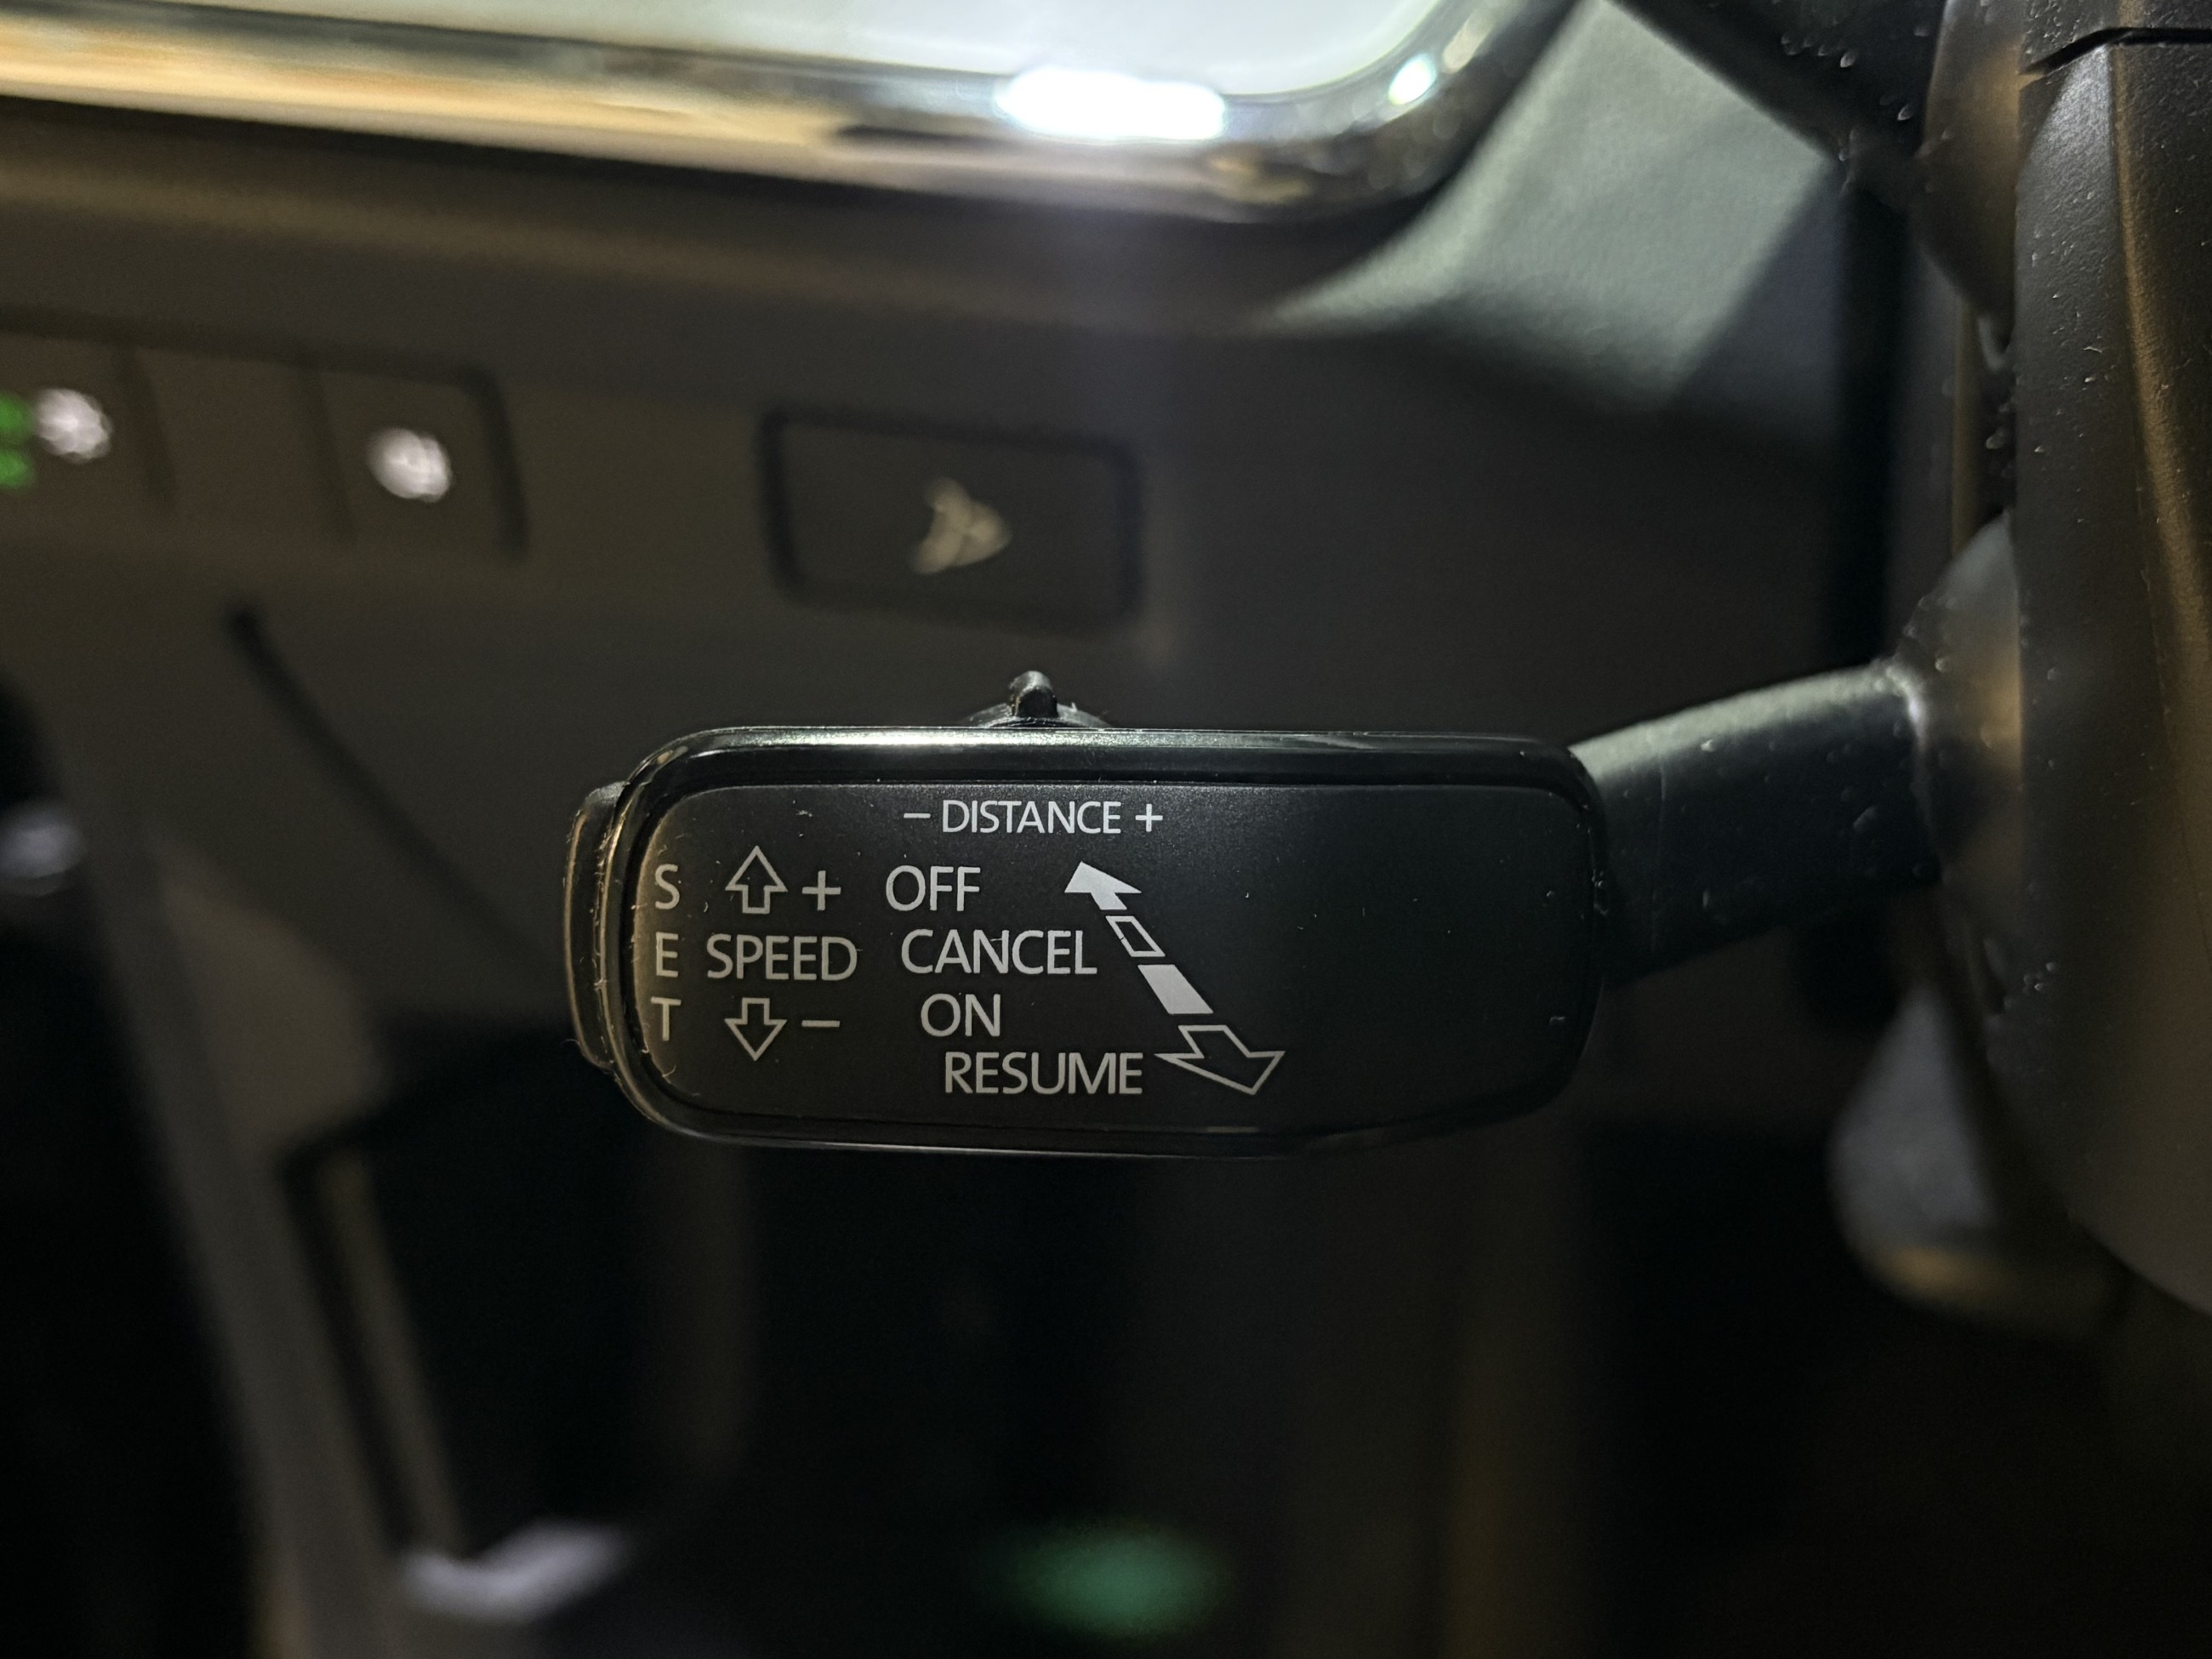 – DISTANCE +
S + OFF
E SPEED CANCEL
T – ON
RESUME